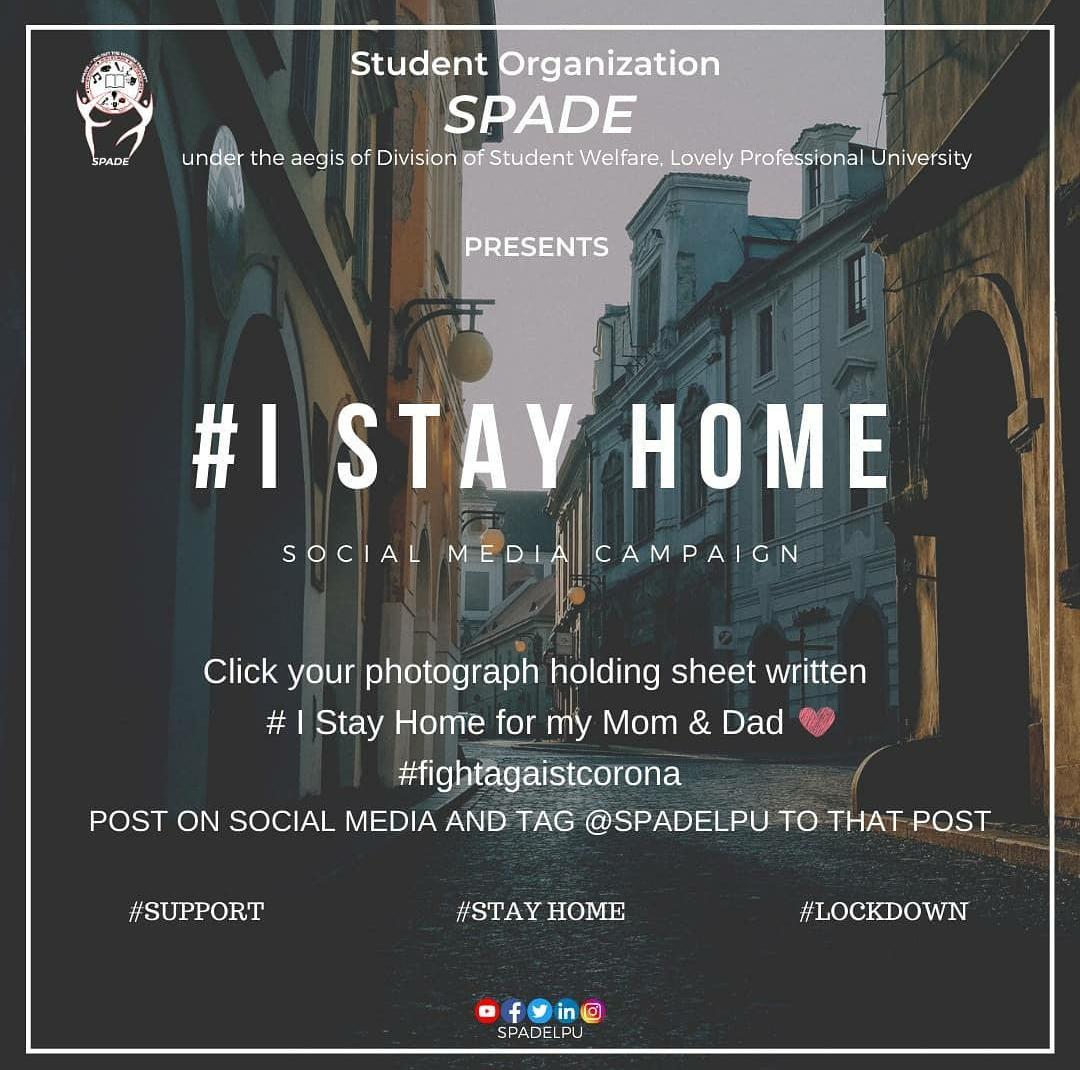 Student Organization
SPADE
under the aegis of Division of Student Welfare, Lovely Professional University
SPADE
PRESENTS
#I STAY HOME
SOCIAL MEDIA CAMPAIGN
Click your photograph holding sheet written
# I Stay Home for my Mom & Dad
#fightagaistcorona
POST ON SOCIAL MEDIA AND TAG @SPADELPU TO THAT POST
#SUPPORT
#STAY HOME
#LOCKDOWN
SPADELPU